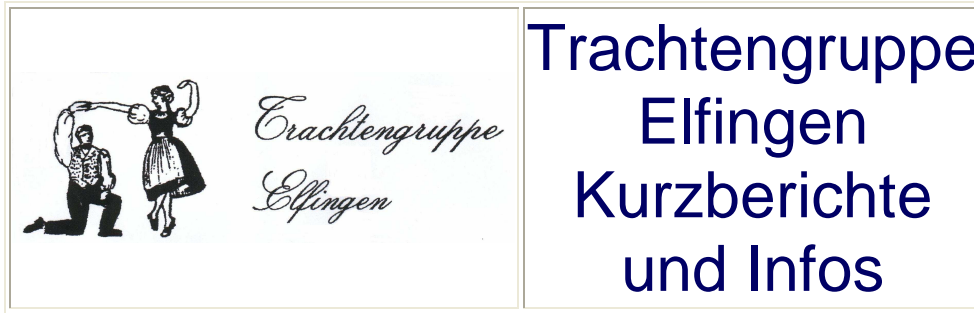 Trachtengruppe
Elfingen
Trachtengruppe
Elfingen
Kurzberichte
und Infos